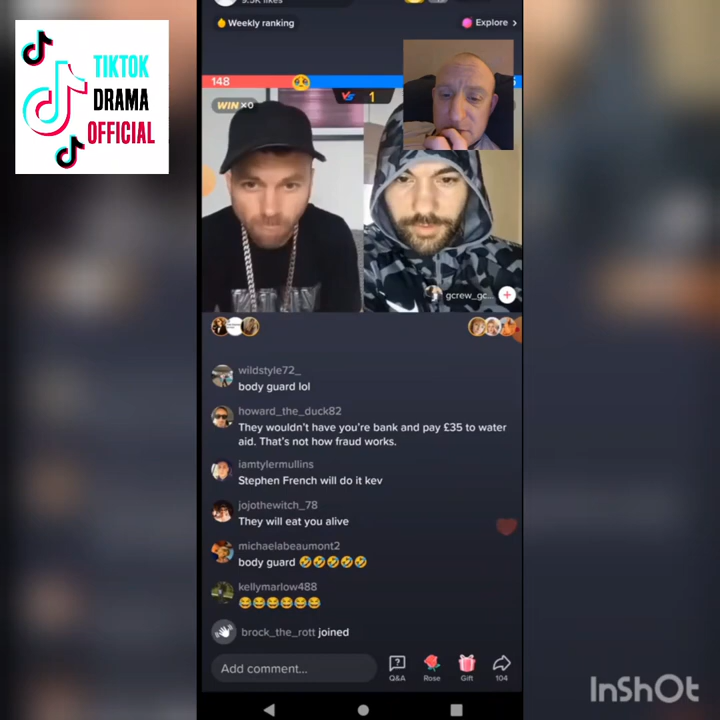 TIKTOK
DRAMA
OFFICIAL
Weekly ranking
Explore >
148
VS 1
WIN ×0
gcrew_gc...
wildstyle72_
body guard lol
howard_the_duck82
They wouldn't have you're bank and pay £35 to water
aid. That's not how fraud works.
iamtylermullins
Stephen French will do it kev
jojothewitch_78
They will eat you alive
michaelabeaumont2
body guard 🤣🤣🤣🤣🤣
kellymarlow488
😂😂😂😂😂😂
brock_the_rott joined
Add comment...
Q&A
Rose
Gift
104
InShOt